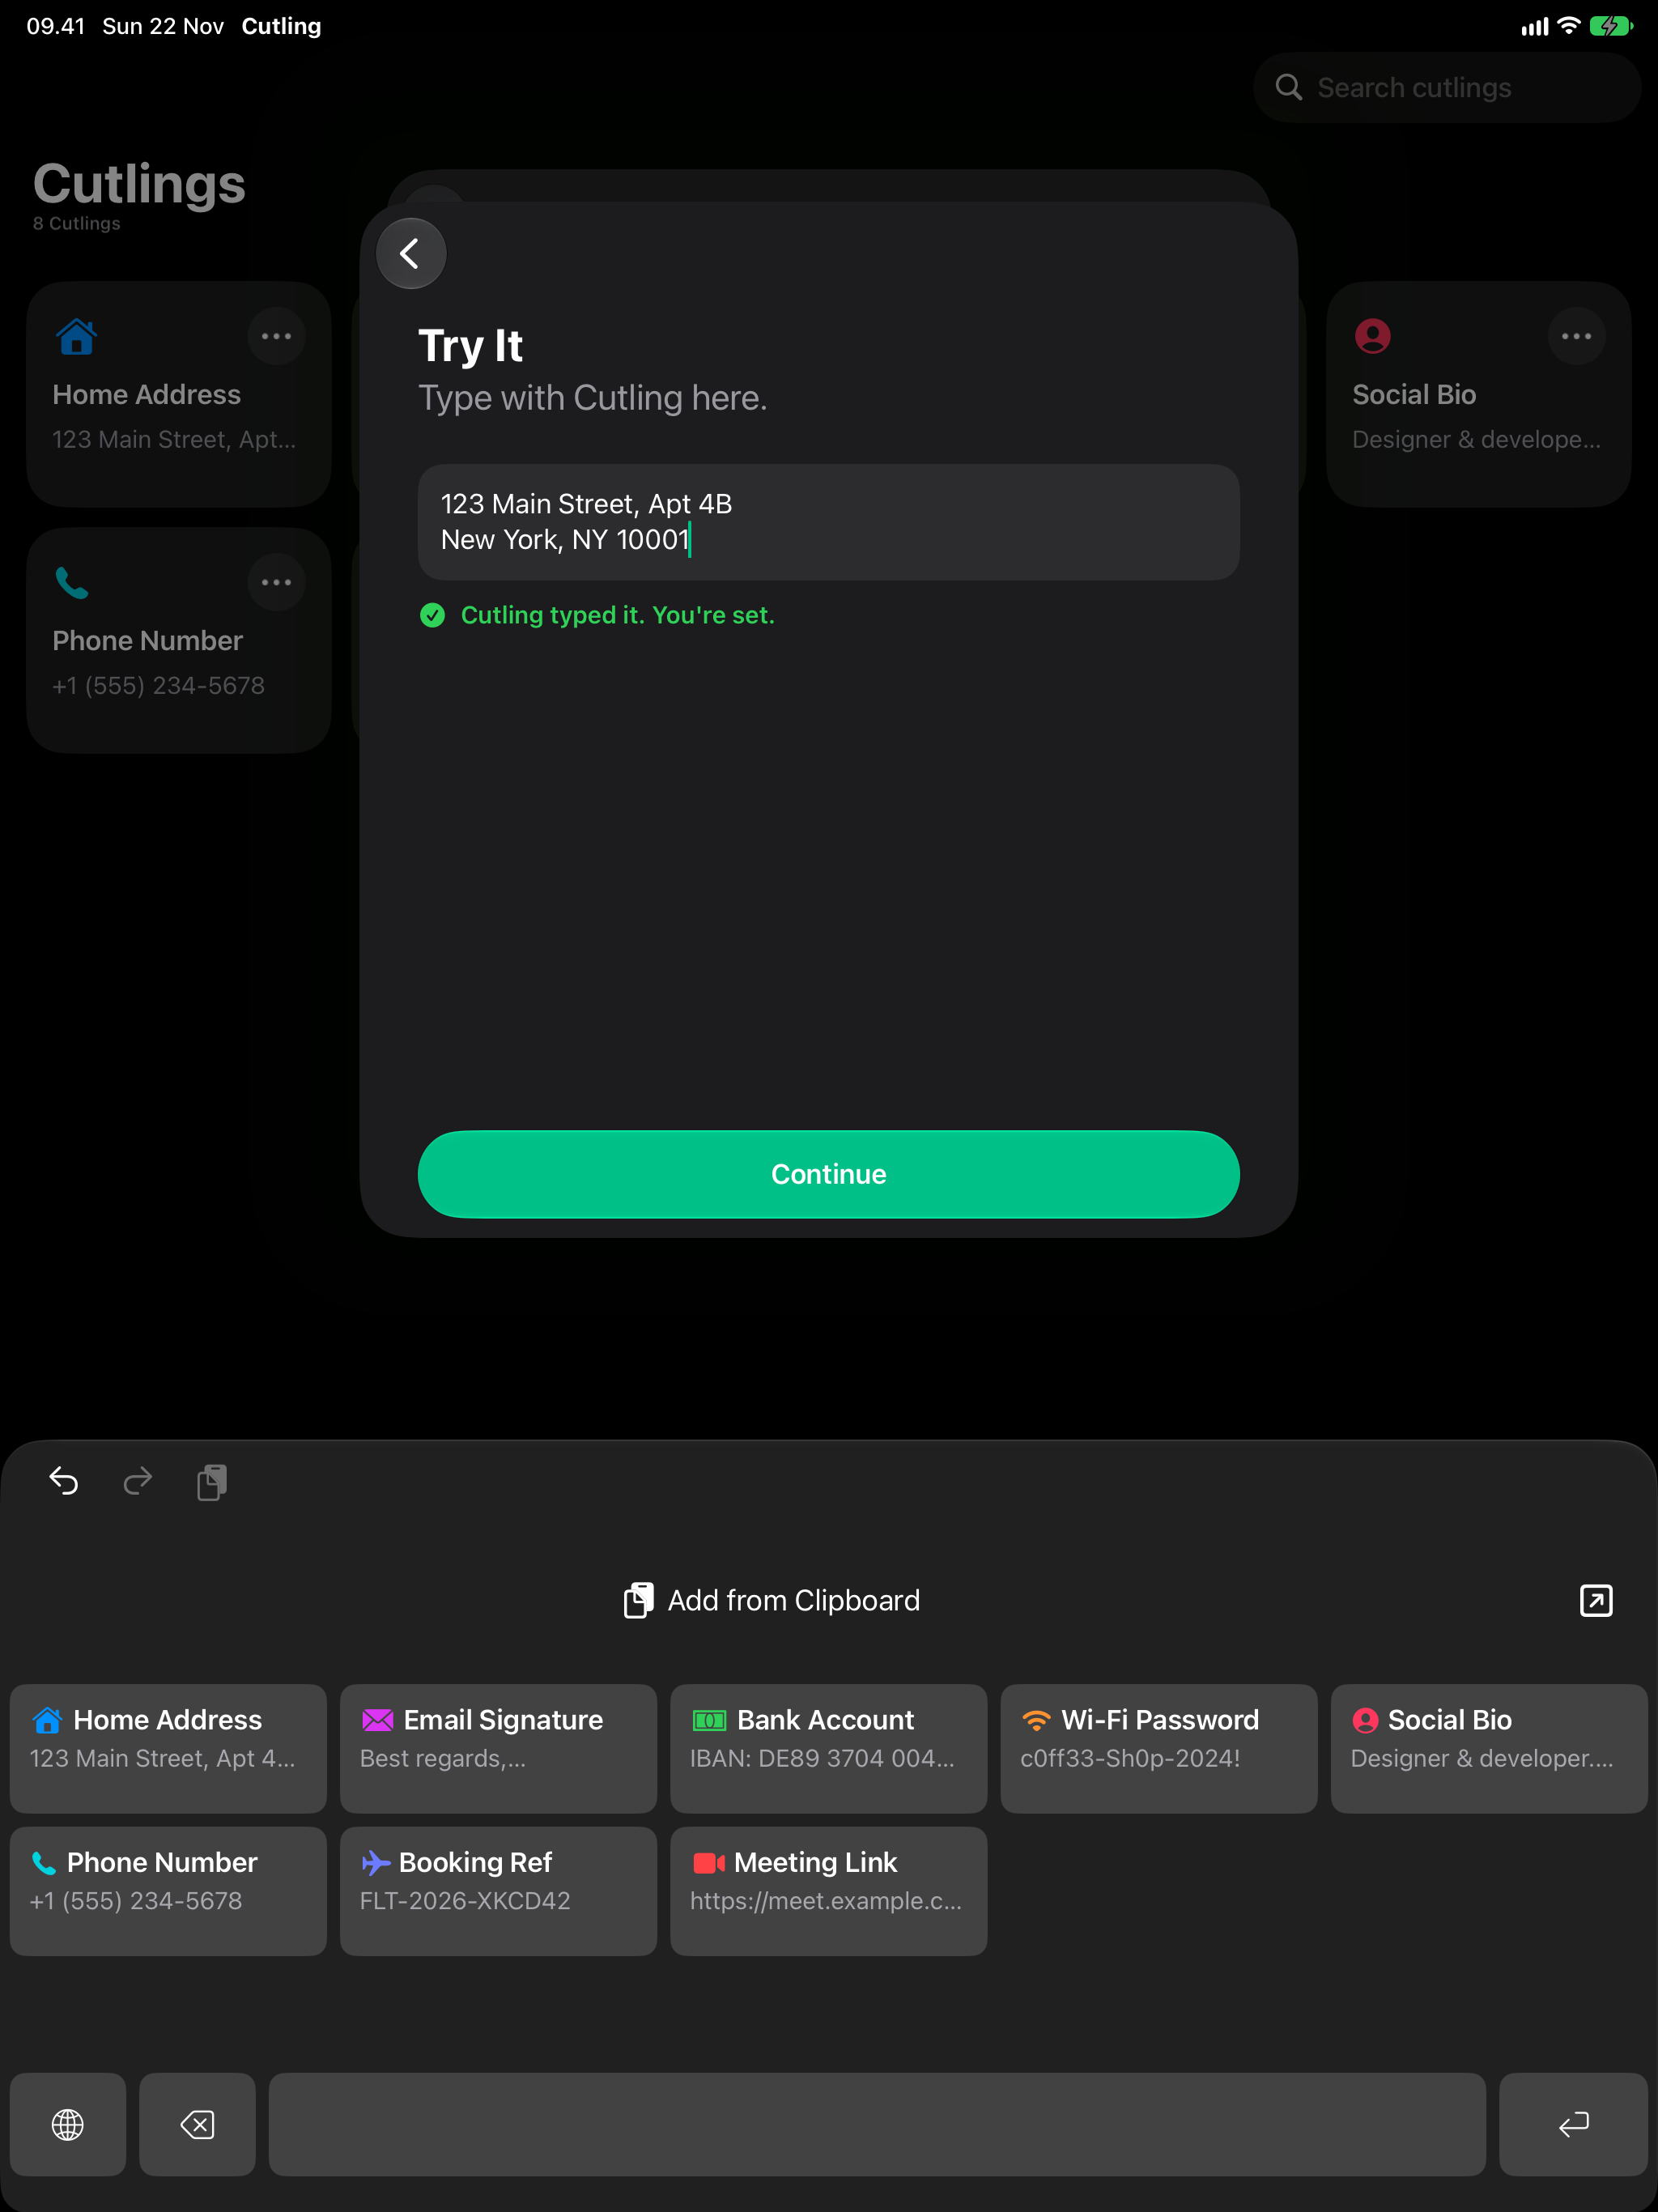 09.41 Sun 22 Nov Cutling
Search cutlings
Cutlings
8 Cutlings
Home Address
123 Main Street, Apt...
Phone Number
+1 (555) 234-5678
Social Bio
Designer & develope...
Try It
Type with Cutling here.
123 Main Street, Apt 4B
New York, NY 10001
Cutling typed it. You're set.
Continue
Add from Clipboard
Home Address
123 Main Street, Apt 4...
Email Signature
Best regards,...
Bank Account
IBAN: DE89 3704 004...
Wi-Fi Password
c0ff33-Sh0p-2024!
Social Bio
Designer & developer....
Phone Number
+1 (555) 234-5678
Booking Ref
FLT-2026-XKCD42
Meeting Link
https://meet.example.c...